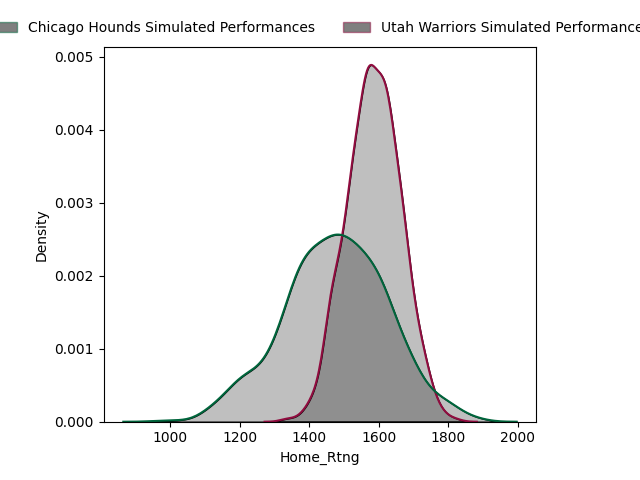 Chicago Hounds Simulated Performances
Utah Warriors Simulated Performance
0.005
0.004
0.003
0.002
0.001
0.000
Density
1000 1200 1400 1600 1800 2000
Home_Rtng